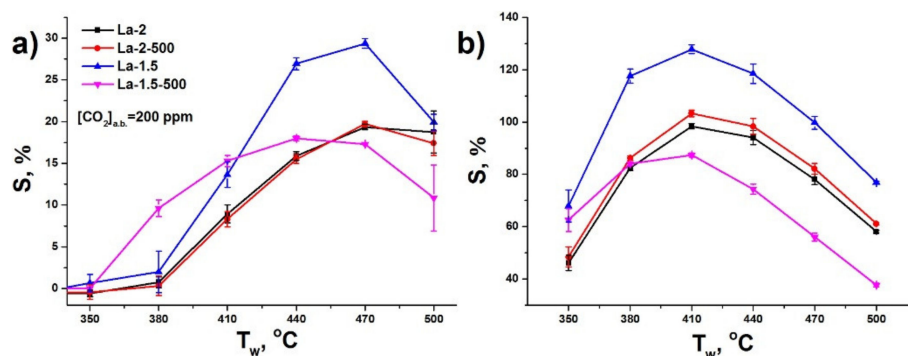 a)
La-2
La-2-500
La-1.5
La-1.5-500
[CO2]a.b.=200 ppm
S, %
30
25
20
15
10
5
0
350 380 410 440 470 500
Tw, °C
b)
S, %
140
120
100
80
60
40
350 380 410 440 470 500
Tw, °C